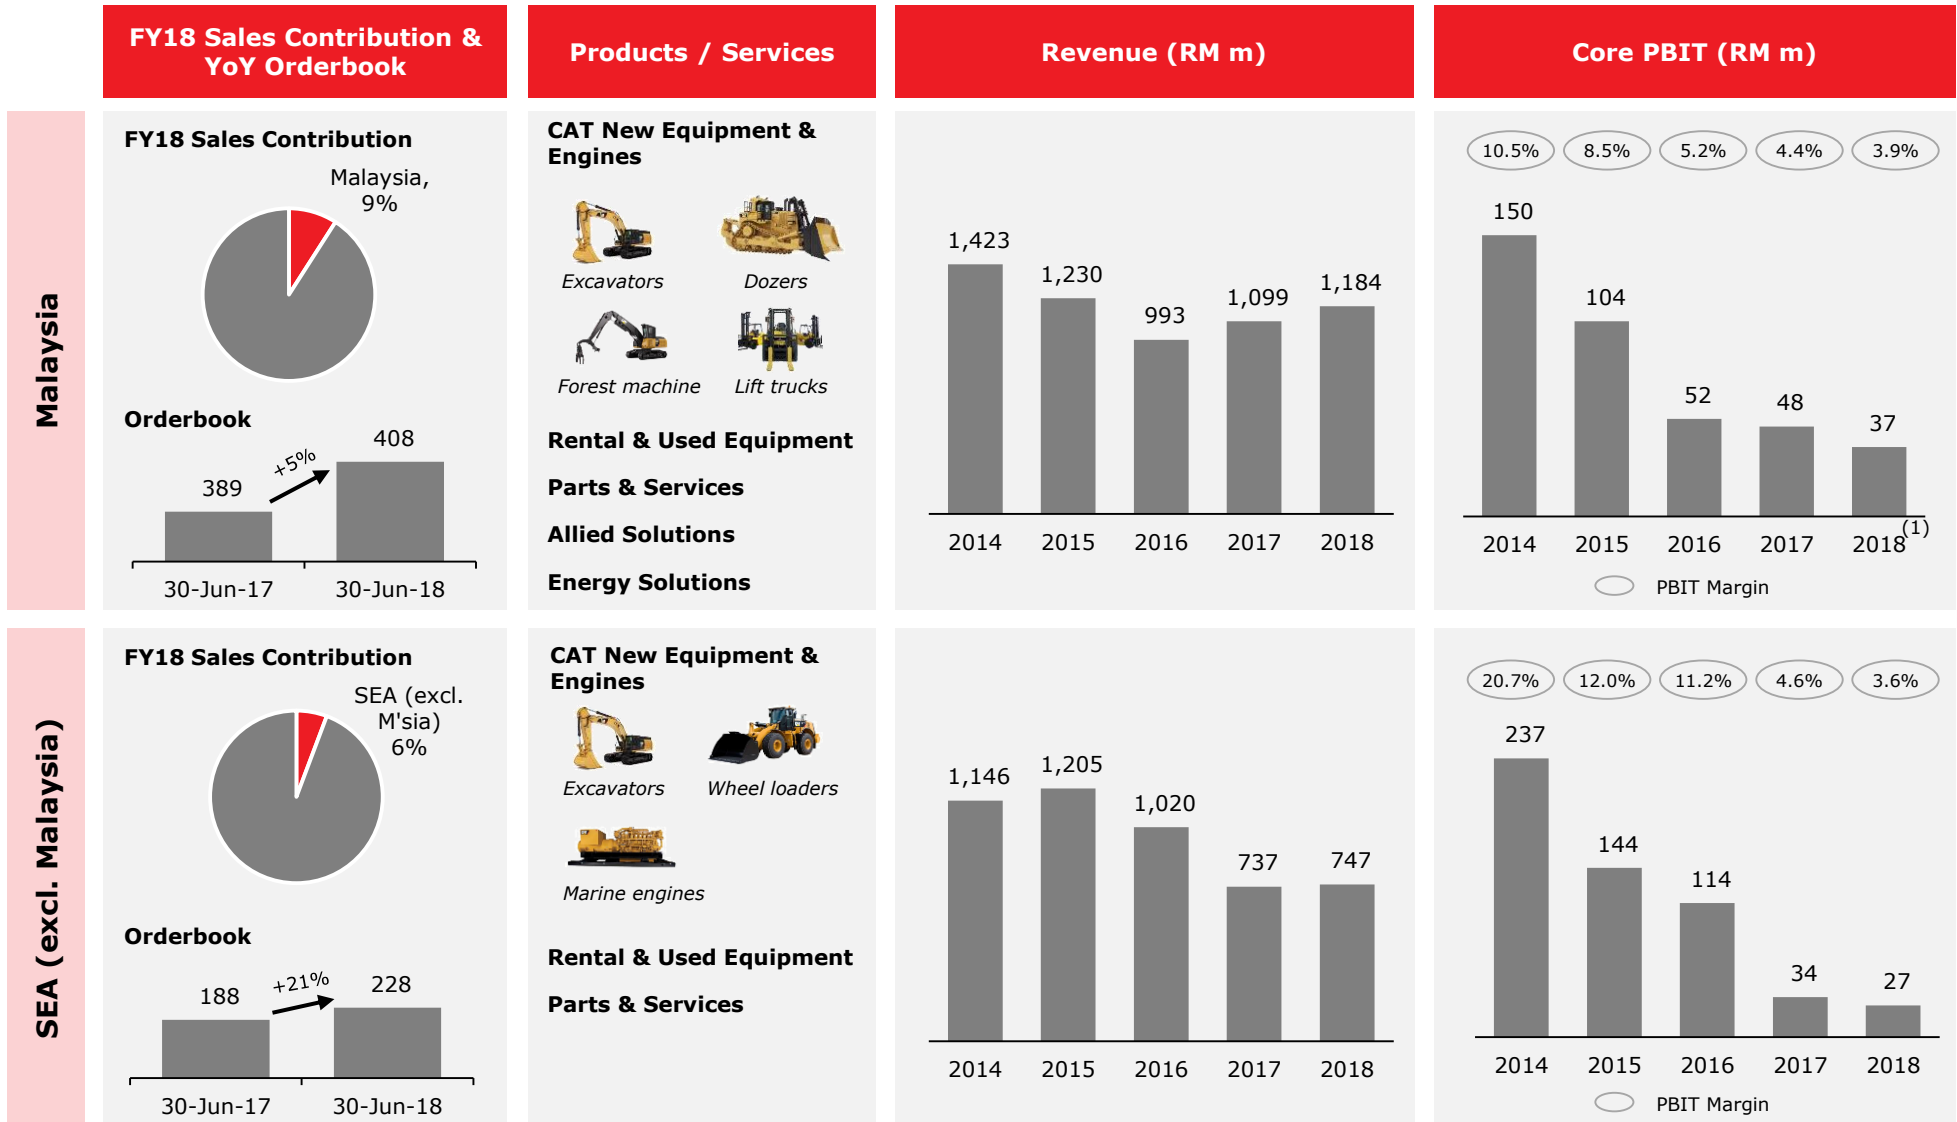 FY18 Sales Contribution &
YoY Orderbook
Products / Services
Revenue (RM m)
Core PBIT (RM m)
Malaysia
FY18 Sales Contribution
Malaysia,
9%
Orderbook
389
+5%
408
30-Jun-17
30-Jun-18
CAT New Equipment &
Engines
Excavators
Dozers
Forest machine
Lift trucks
Rental & Used Equipment
Parts & Services
Allied Solutions
Energy Solutions
1,423
1,230
993
1,099
1,184
2014
2015
2016
2017
2018
10.5%
8.5%
5.2%
4.4%
3.9%
150
104
52
48
37
2014
2015
2016
2017
2018(1)
PBIT Margin
SEA (excl. Malaysia)
FY18 Sales Contribution
SEA (excl.
M'sia)
6%
Orderbook
188
+21%
228
30-Jun-17
30-Jun-18
CAT New Equipment &
Engines
Excavators
Wheel loaders
Marine engines
Rental & Used Equipment
Parts & Services
1,146
1,205
1,020
737
747
2014
2015
2016
2017
2018
20.7%
12.0%
11.2%
4.6%
3.6%
237
144
114
34
27
2014
2015
2016
2017
2018
PBIT Margin